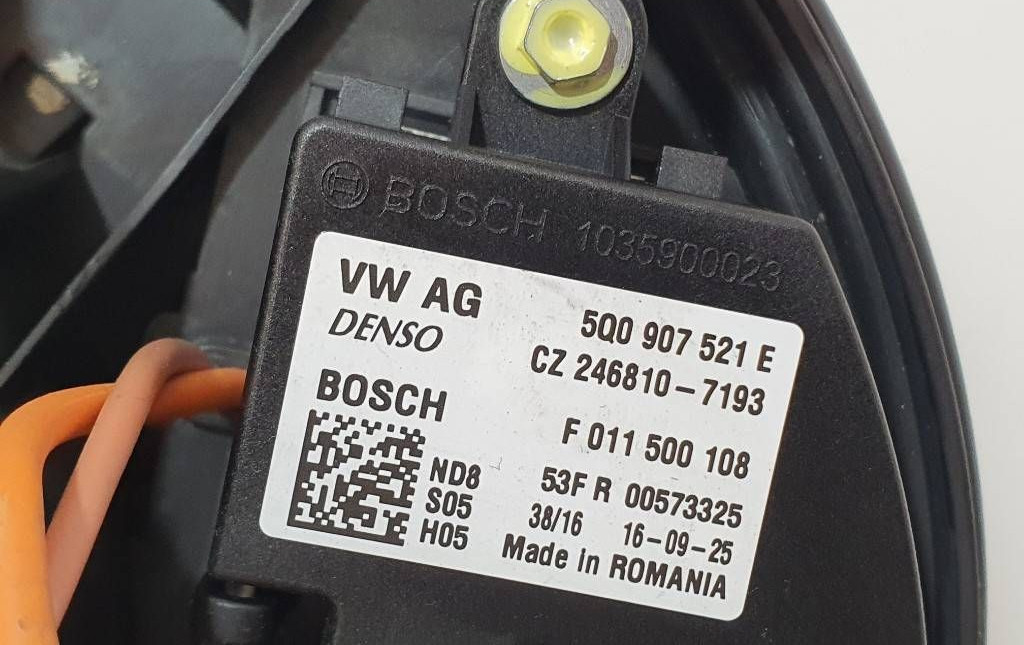 BOSCH 1035900023
VW AG
DENSO
5Q0 907 521 E
CZ 246810-7193
BOSCH
F 011 500 108
ND8
S05
H05
53F R 00573325
38/16 16-09-25
Made in ROMANIA